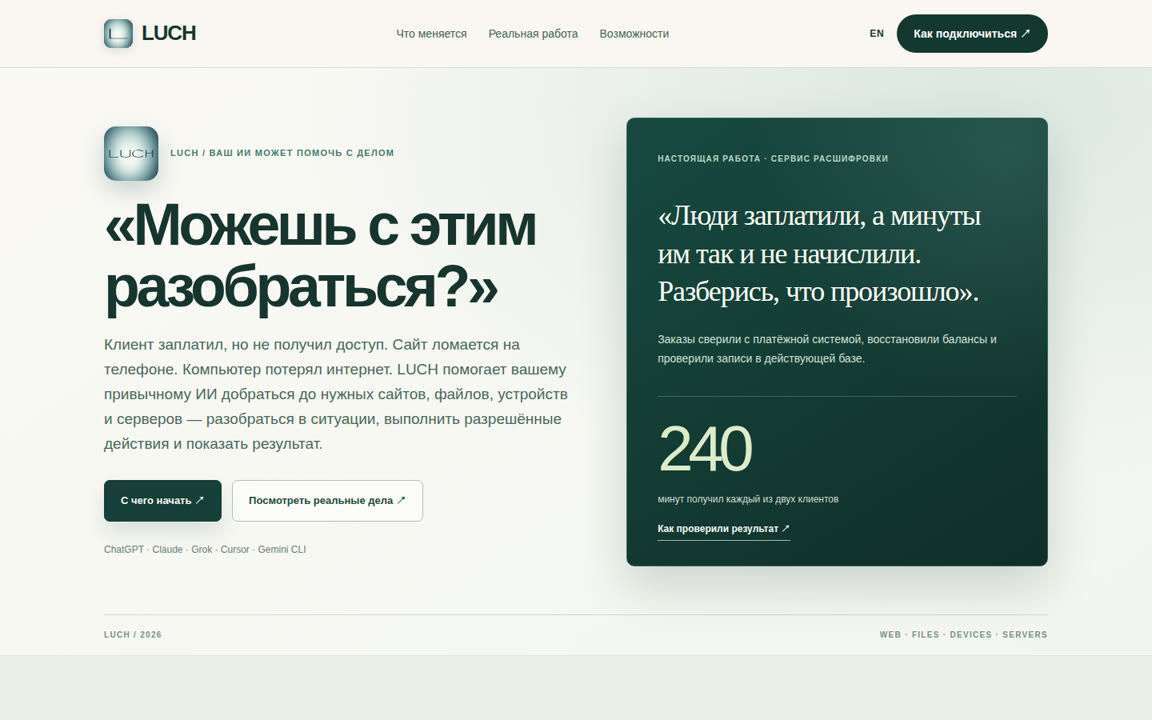 LUCH
Что меняется
Реальная работа
Возможности
EN
Как подключиться ↗
LUCH
LUCH / ВАШ ИИ МОЖЕТ ПОМОЧЬ С ДЕЛОМ
«Можешь с этим
разобраться?»
Клиент заплатил, но не получил доступ. Сайт ломается на
телефоне. Компьютер потерял интернет. LUCH помогает вашему
привычному ИИ добраться до нужных сайтов, файлов, устройств
и серверов — разобраться в ситуации, выполнить разрешённые
действия и показать результат.
С чего начать ↗
Посмотреть реальные дела ↗
ChatGPT · Claude · Grok · Cursor · Gemini CLI
НАСТОЯЩАЯ РАБОТА · СЕРВИС РАСШИФРОВКИ
«Люди заплатили, а минуты
им так и не начислили.
Разберись, что произошло».
Заказы сверили с платёжной системой, восстановили балансы и
проверили записи в действующей базе.
240
минут получил каждый из двух клиентов
Как проверили результат ↗
LUCH / 2026
WEB · FILES · DEVICES · SERVERS